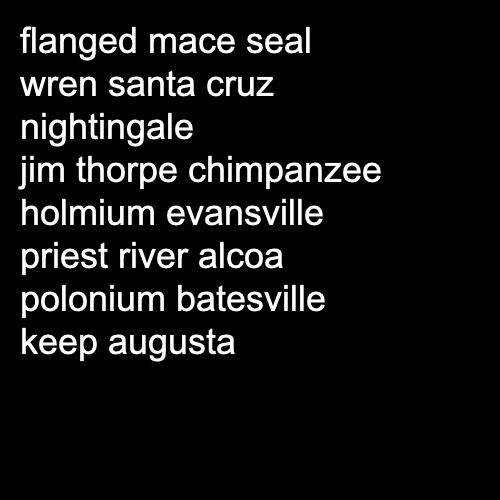 flanged mace seal
wren santa cruz
nightingale
jim thorpe chimpanzee
holmium evansville
priest river alcoa
polonium batesville
keep augusta